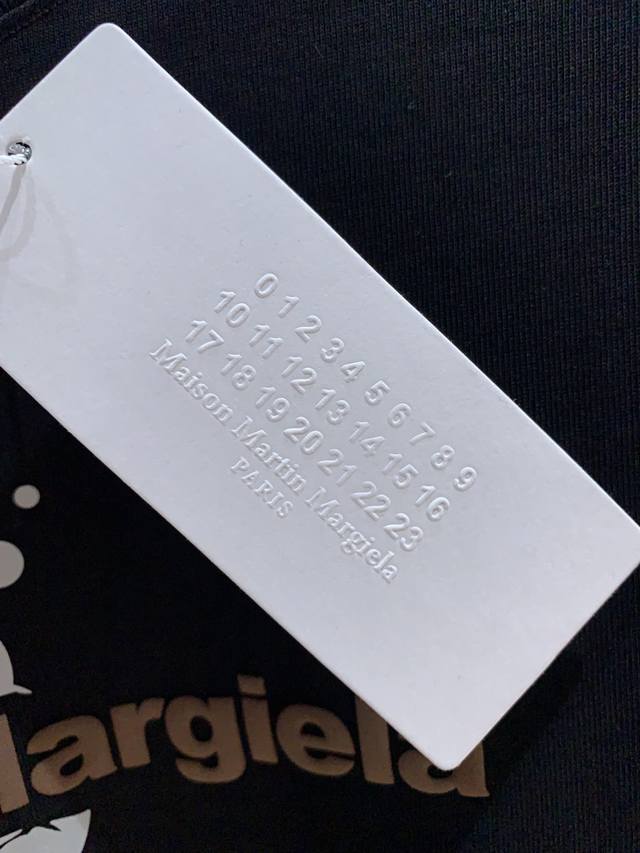 0 1 2 3 4 5 6 7 8 9
10 11 12 13 14 15 16
17 18 19 20 21 22 23
Maison Martin Margiela
PARIS
Margiela